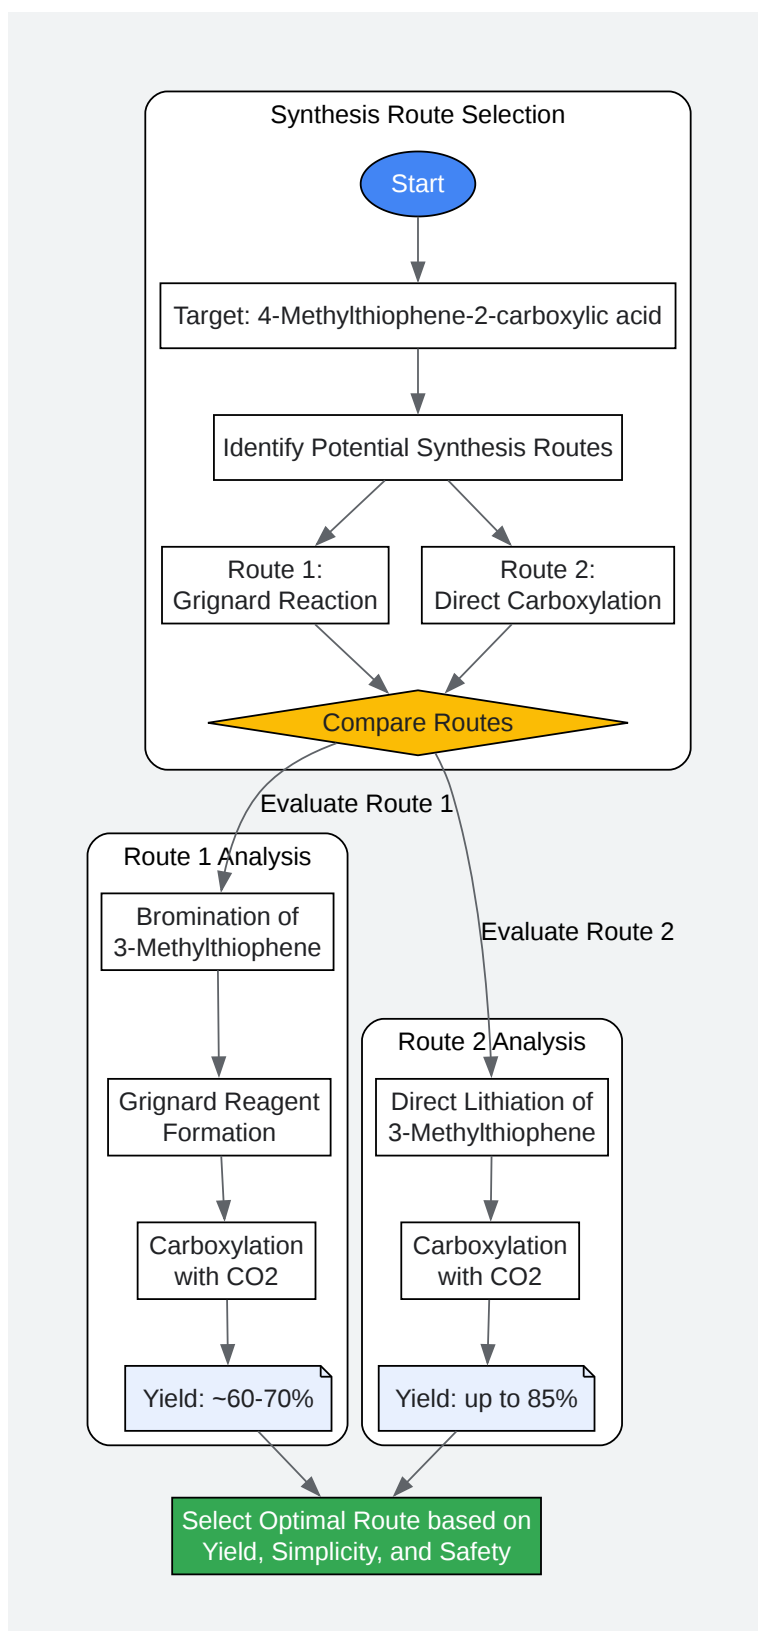 Synthesis Route Selection
Start
Target: 4-Methylthiophene-2-carboxylic acid
Identify Potential Synthesis Routes
Route 1:
Grignard Reaction
Route 2:
Direct Carboxylation
Compare Routes
Evaluate Route 1
Evaluate Route 2
Route 1 Analysis
Bromination of
3-Methylthiophene
Grignard Reagent
Formation
Carboxylation
with CO2
Yield: ~60-70%
Route 2 Analysis
Direct Lithiation of
3-Methylthiophene
Carboxylation
with CO2
Yield: up to 85%
Select Optimal Route based on
Yield, Simplicity, and Safety